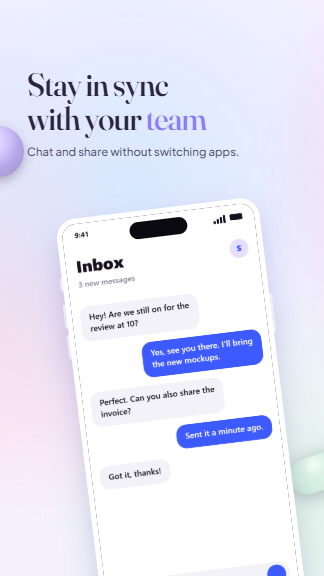 Stay in sync
with your team
Chat and share without switching apps.
9:41
Inbox
3 new messages
$
Hey! Are we still on for the
review at 10?
Yes, see you there. I'll bring
the new mockups.
Perfect. Can you also share the
invoice?
Sent it a minute ago.
Got it, thanks!